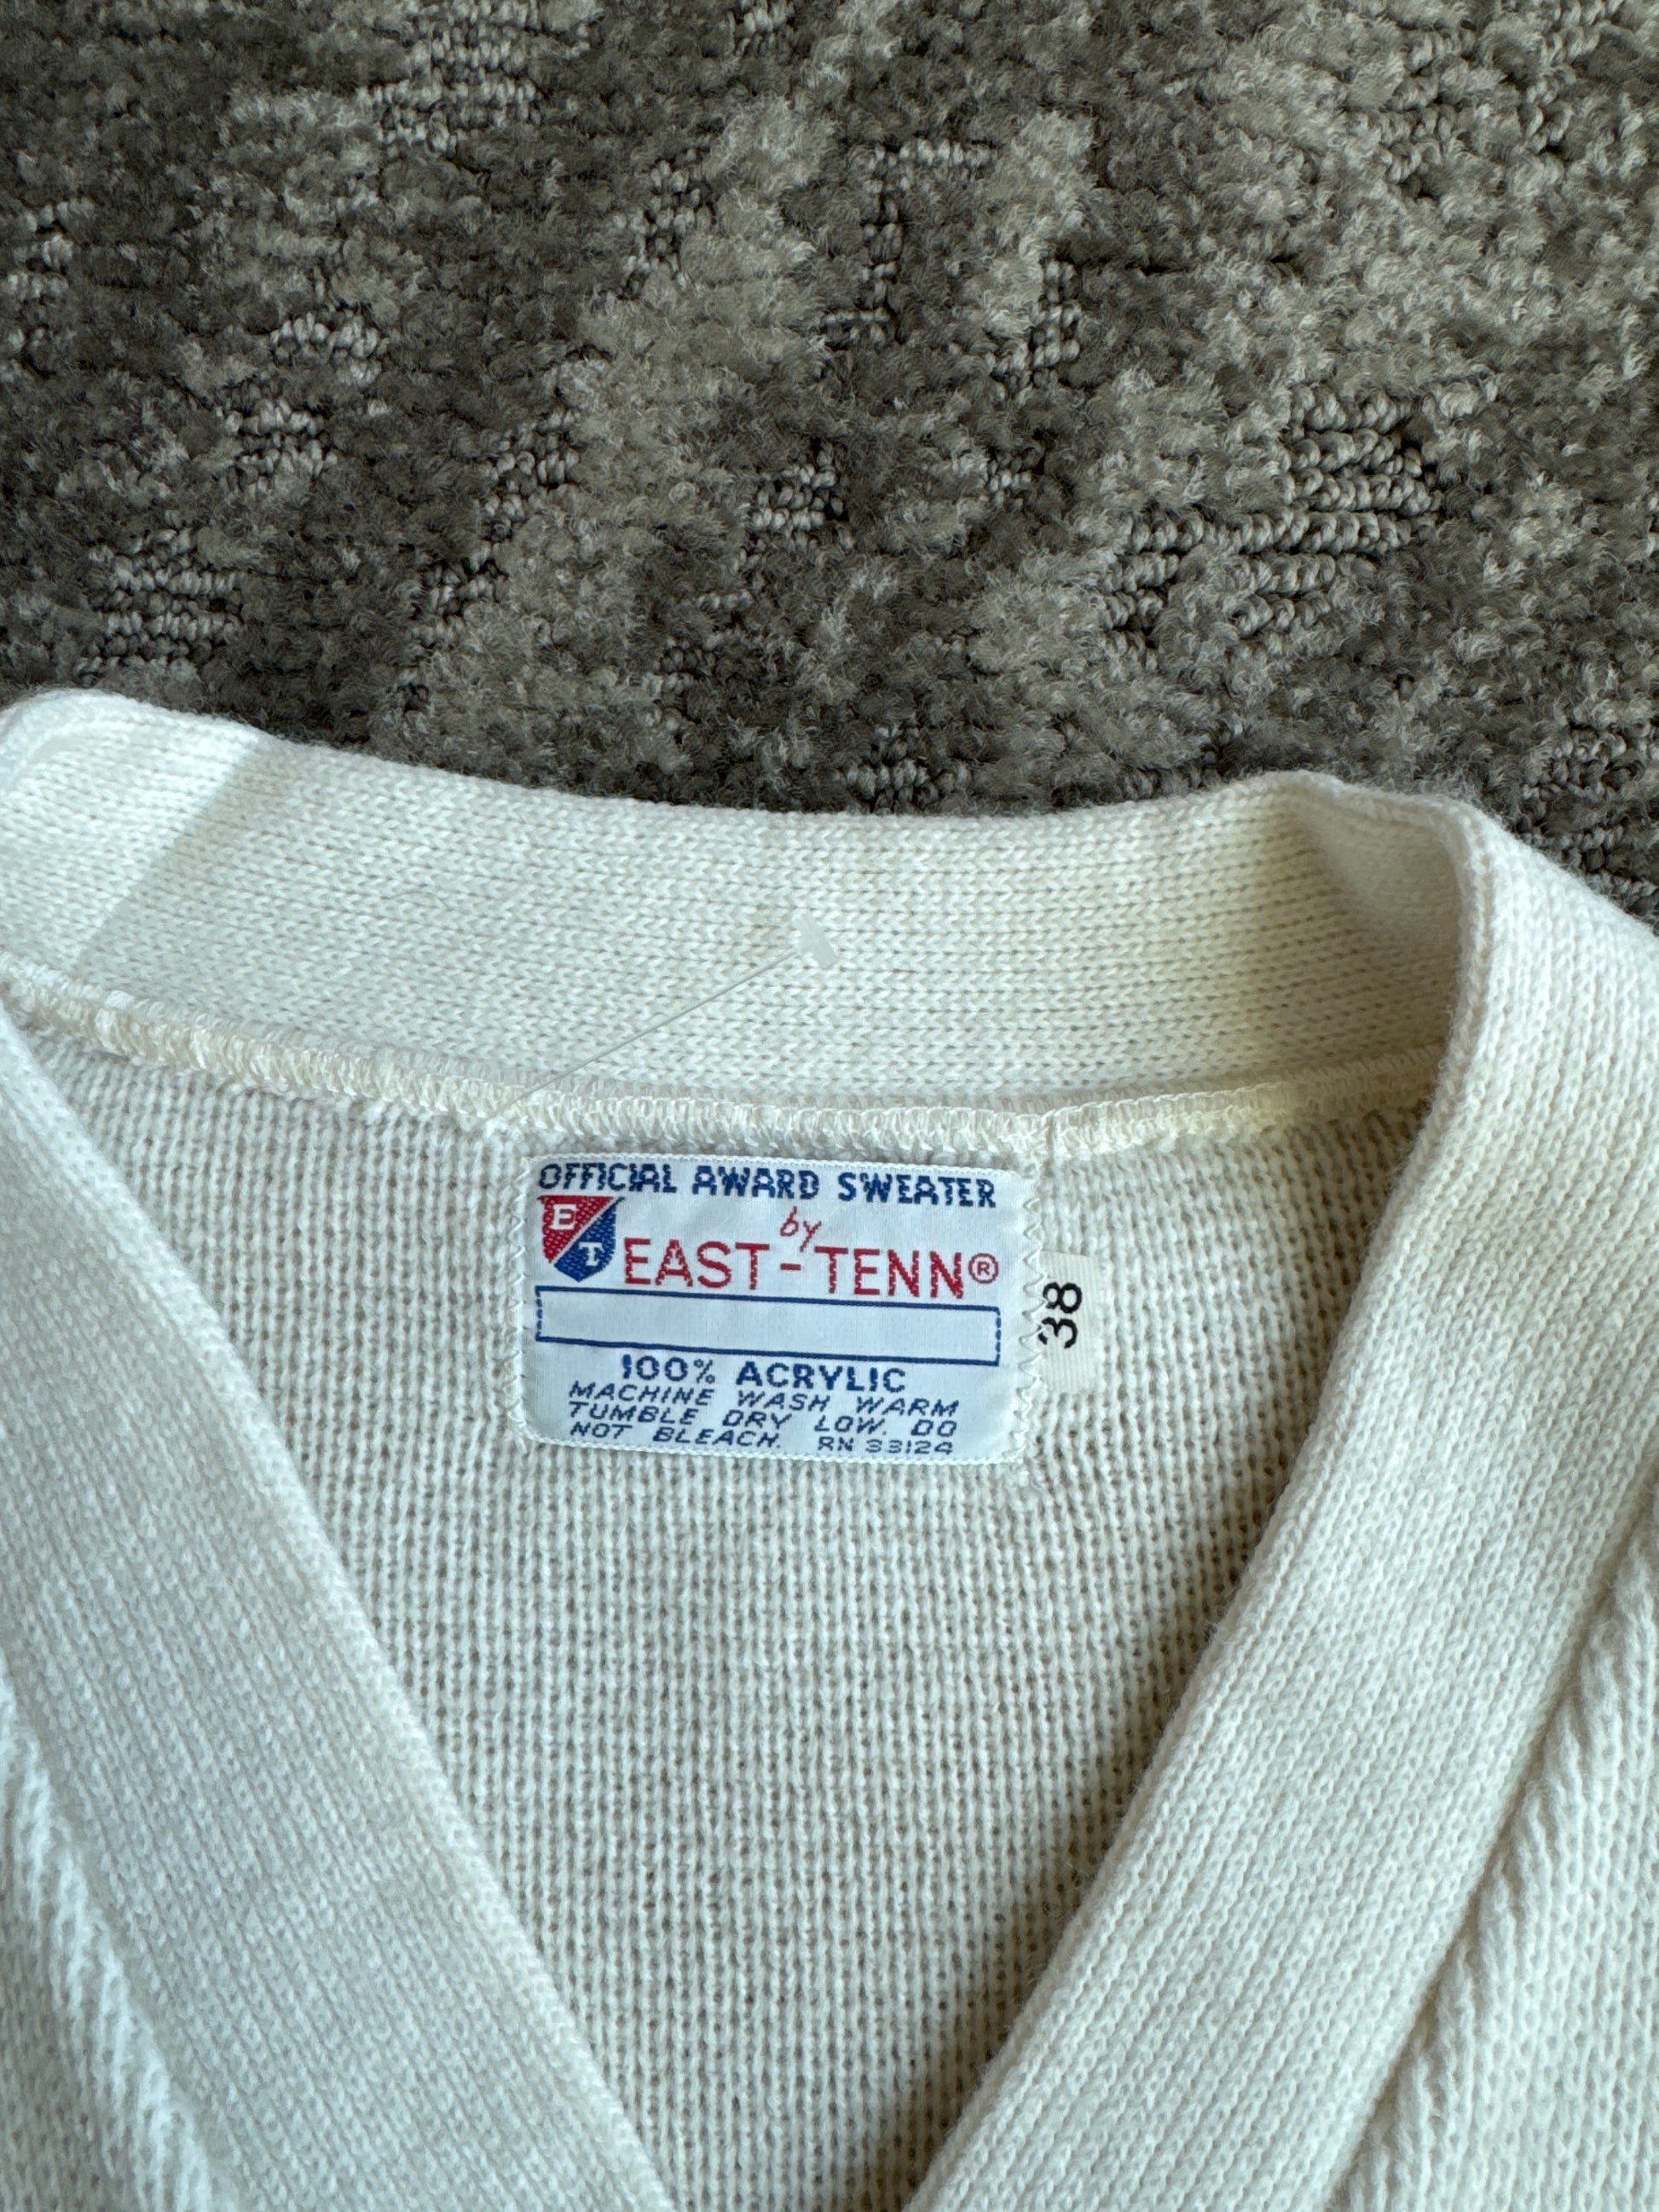 OFFICIAL AWARD SWEATER
E T
by
EAST-TENN®
38
100% ACRYLIC
MACHINE WASH WARM
TUMBLE DRY LOW. DO
NOT BLEACH. RN 33124